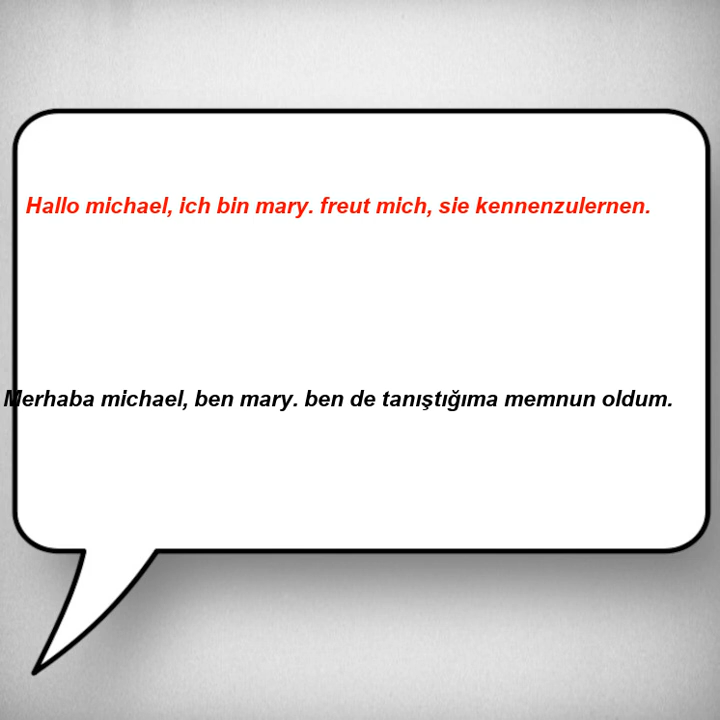 Hallo michael, ich bin mary. freut mich, sie kennenzulernen.
Merhaba michael, ben mary. ben de tanıştığıma memnun oldum.